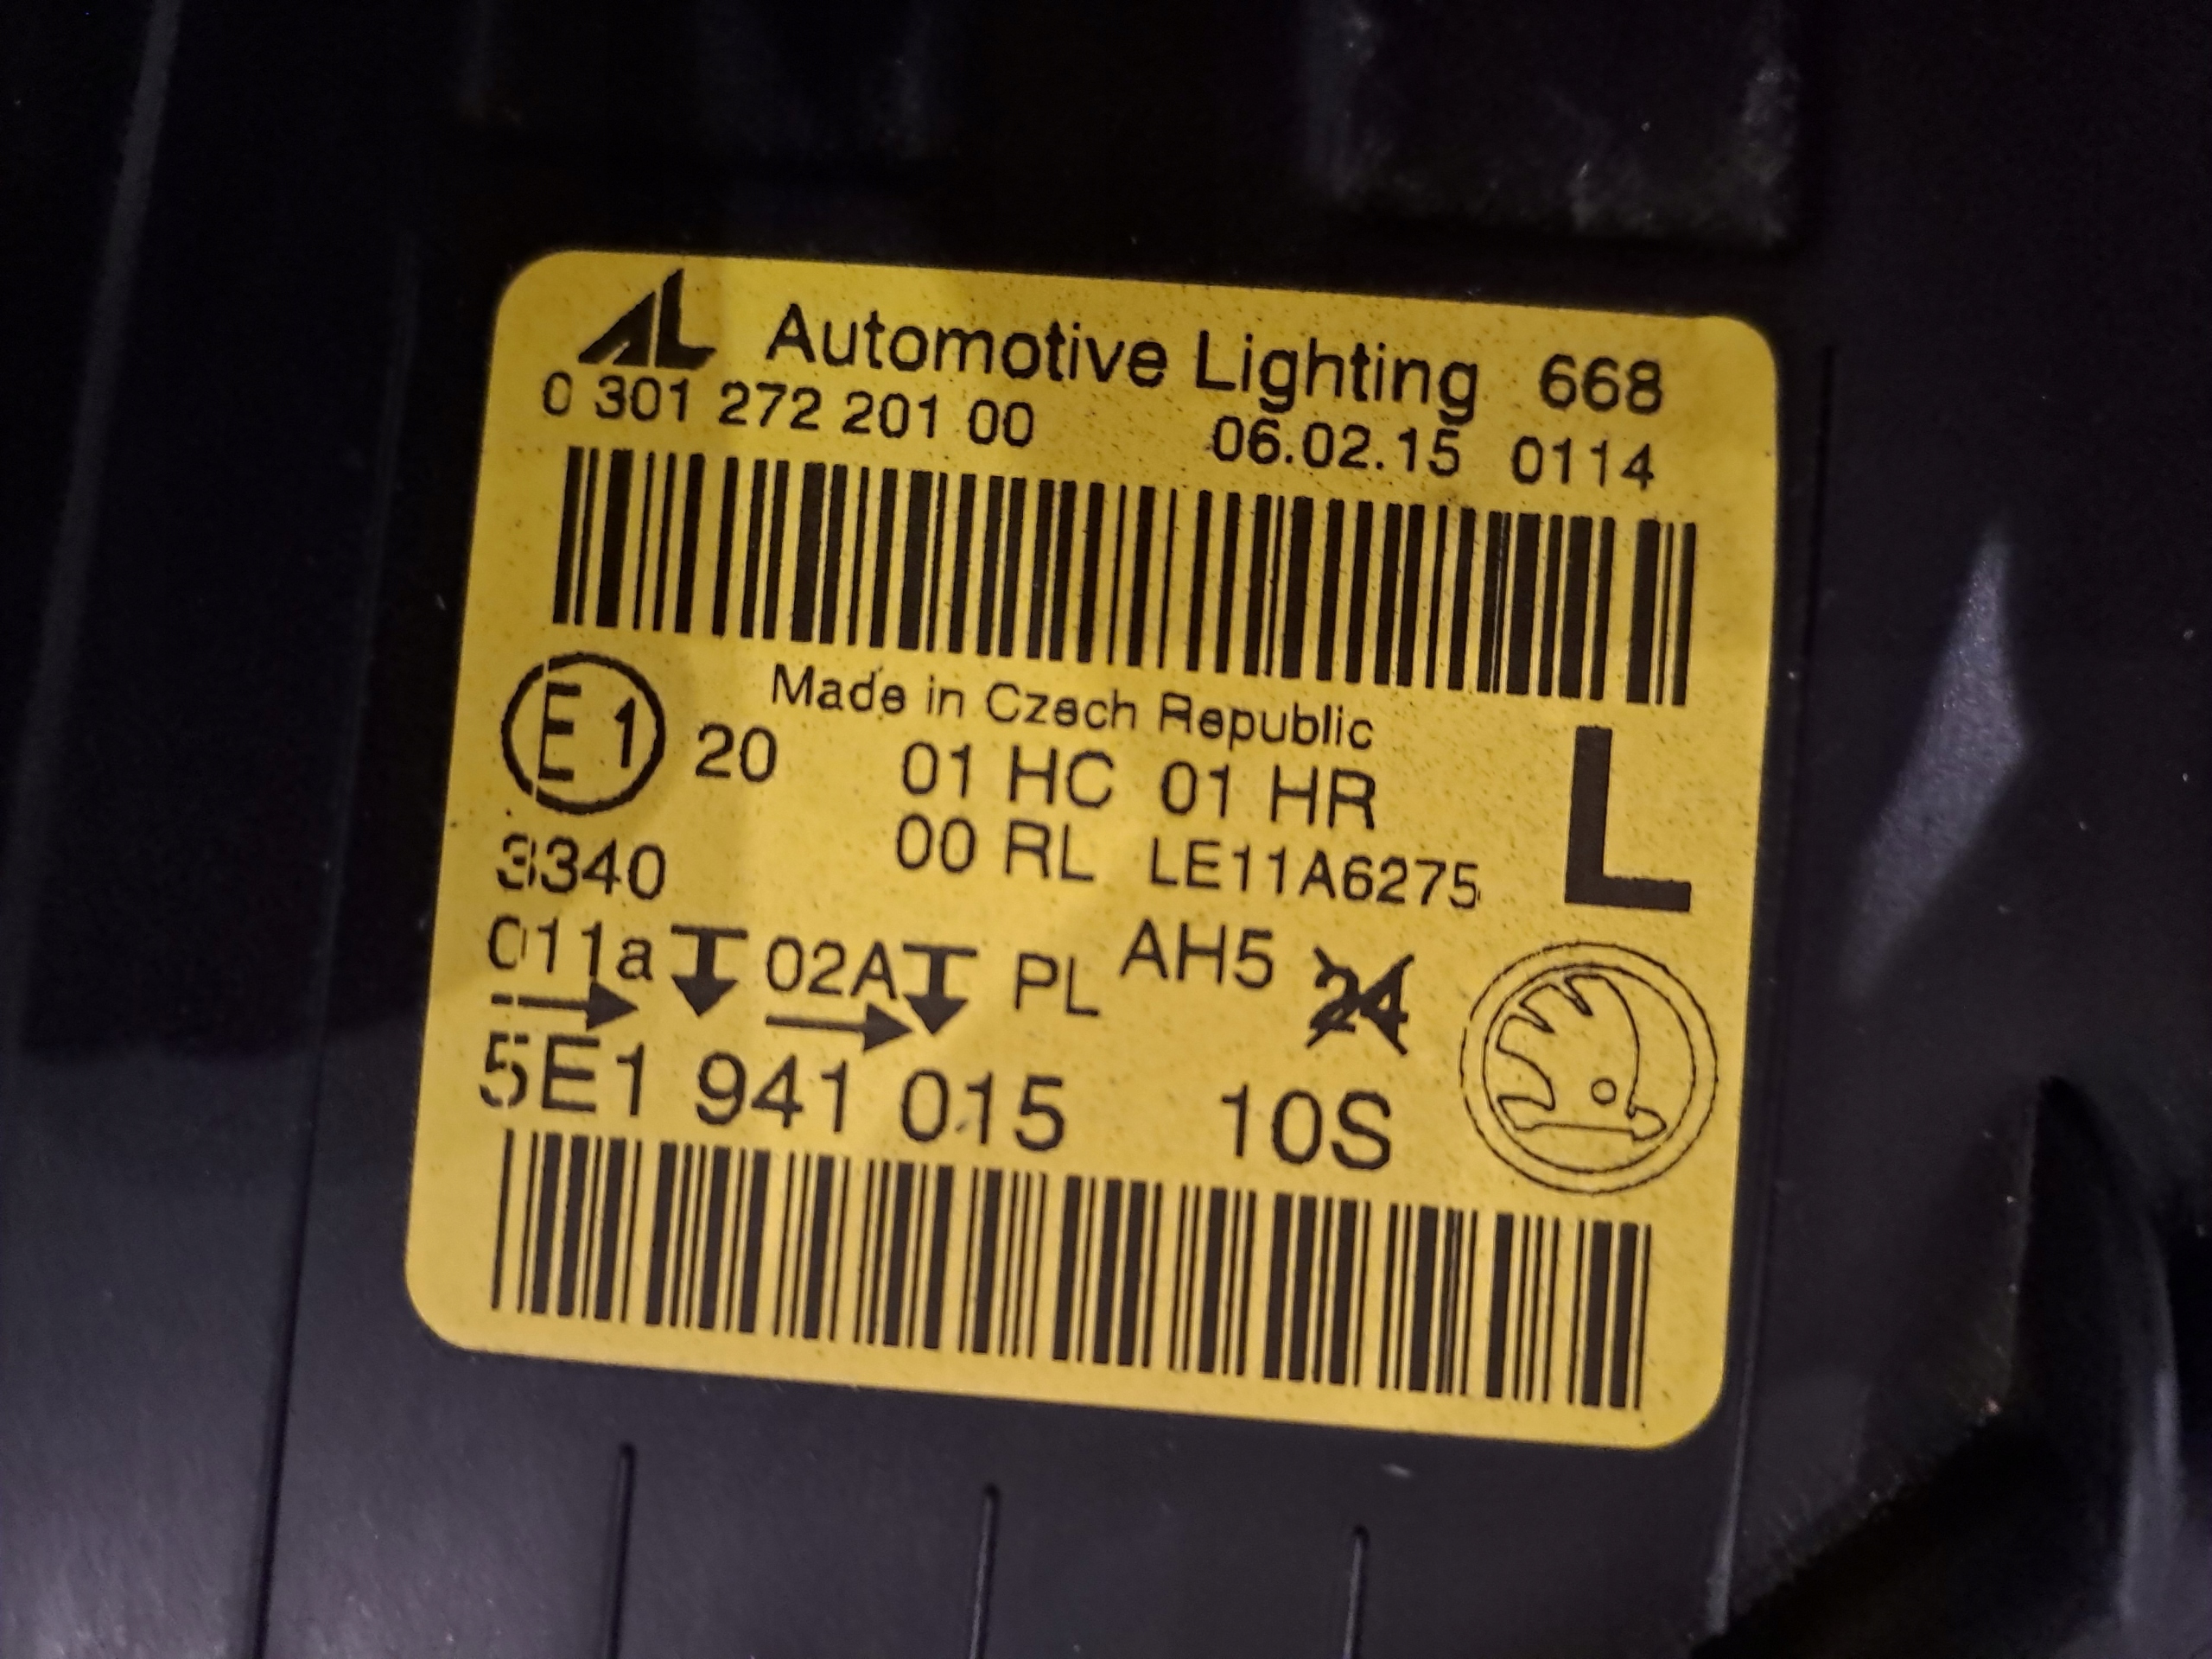 AL Automotive Lighting 668
0 301 272 201 00 06.02.15 0114
Made in Czech Republic
E1 20 01 HC 01 HR L
3340 00 RL LE11A6275
011a 02A PL AH5 24
5E1 941 015 10S